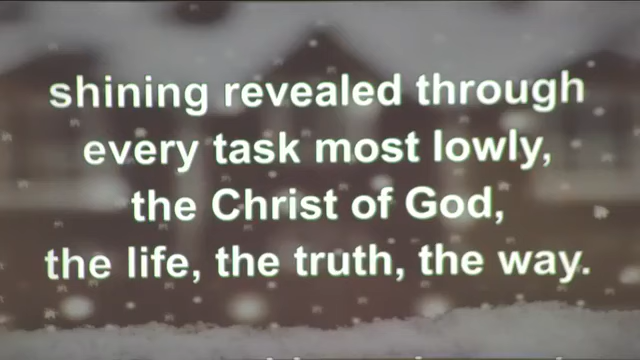 shining revealed through
every task most lowly,
the Christ of God,
the life, the truth, the way.